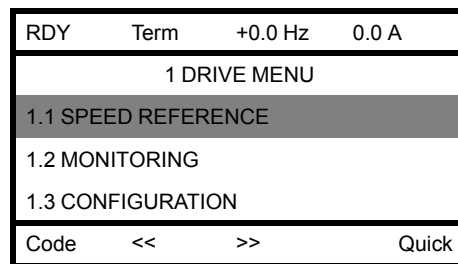 RDY Term +0.0 Hz 0.0 A
1 DRIVE MENU
1.1 SPEED REFERENCE
1.2 MONITORING
1.3 CONFIGURATION
Code << >> Quick